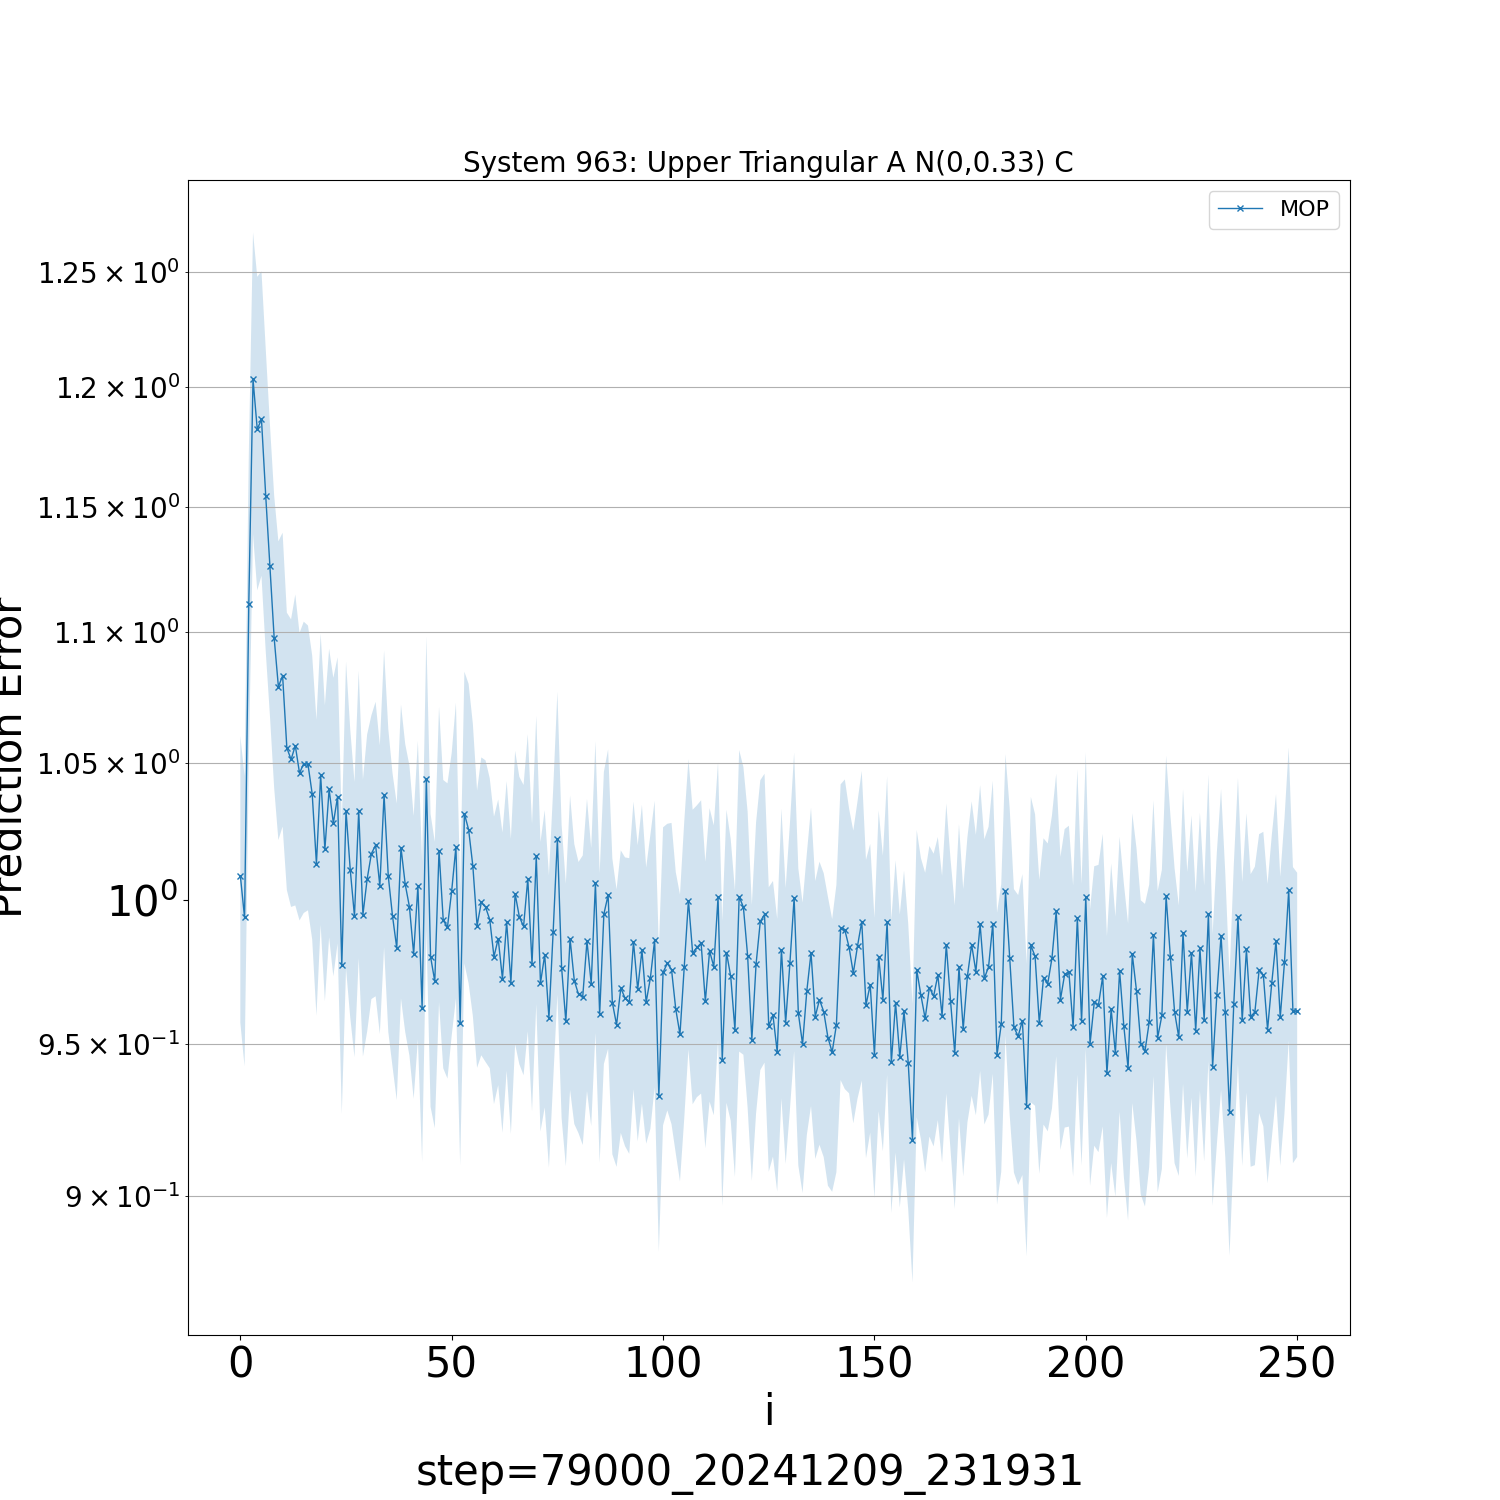 System 963: Upper Triangular A N(0,0.33) C
MOP
Prediction Error
1.25 × 10⁰
1.2 × 10⁰
1.15 × 10⁰
1.1 × 10⁰
1.05 × 10⁰
10⁰
9.5 × 10⁻¹
9 × 10⁻¹
0 50 100 150 200 250
i
step=79000_20241209_231931